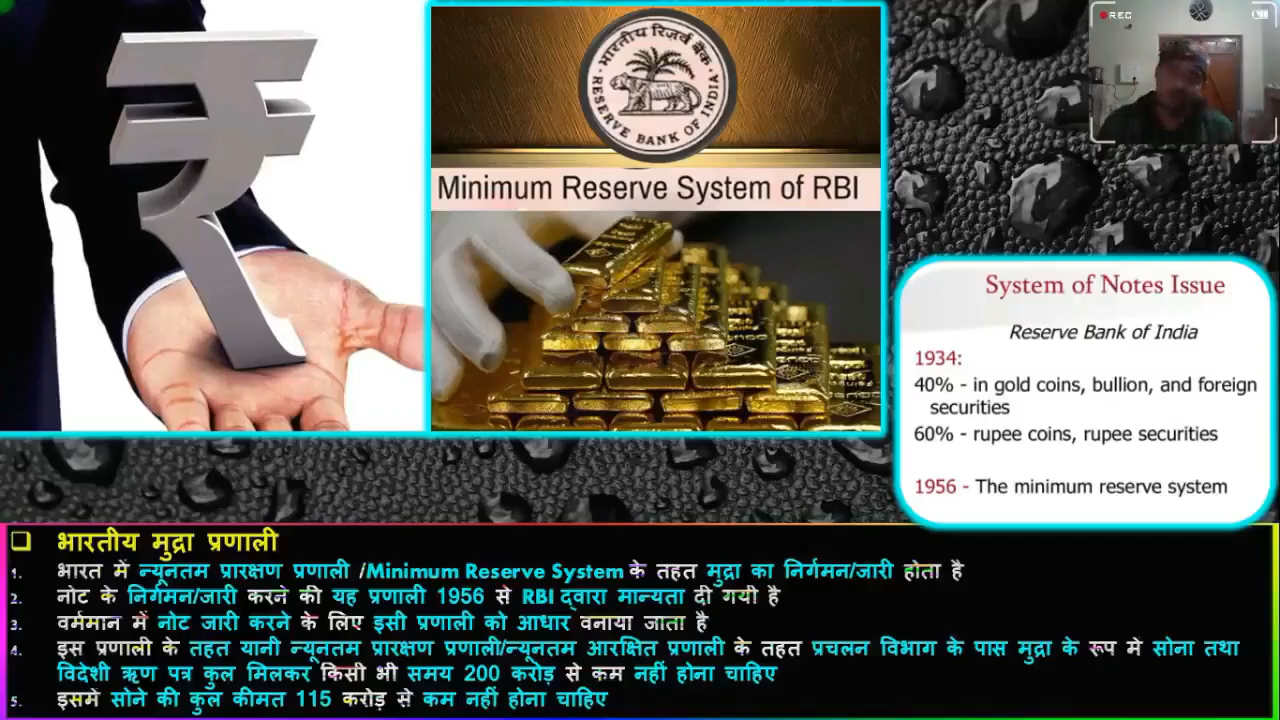 REC
भारतीय रिज़र्व बैंक
RESERVE BANK OF INDIA
Minimum Reserve System of RBI
System of Notes Issue
Reserve Bank of India
1934:
40% - in gold coins, bullion, and foreign
securities
60% - rupee coins, rupee securities
1956 - The minimum reserve system
भारतीय मुद्रा प्रणाली
1. भारत में न्यूनतम प्रारक्षण प्रणाली /Minimum Reserve System के तहत मुद्रा का निर्गमन/जारी होता है
2. नोट के निर्गमन/जारी करने की यह प्रणाली 1956 से RBI द्वारा मान्यता दी गयी है
3. वर्ममान में नोट जारी करने के लिए इसी प्रणाली को आधार वनाया जाता है
4. इस प्रणाली के तहत यानी न्यूनतम प्रारक्षण प्रणाली/न्यूनतम आरक्षित प्रणाली के तहत प्रचलन विभाग के पास मुद्रा के रूप में सोना तथा
विदेशी ऋण पत्र कुल मिलकर किसी भी समय 200 करोड़ से कम नहीं होना चाहिए
5. इसमें सोने की कुल कीमत 115 करोड़ से कम नहीं होना चाहिए